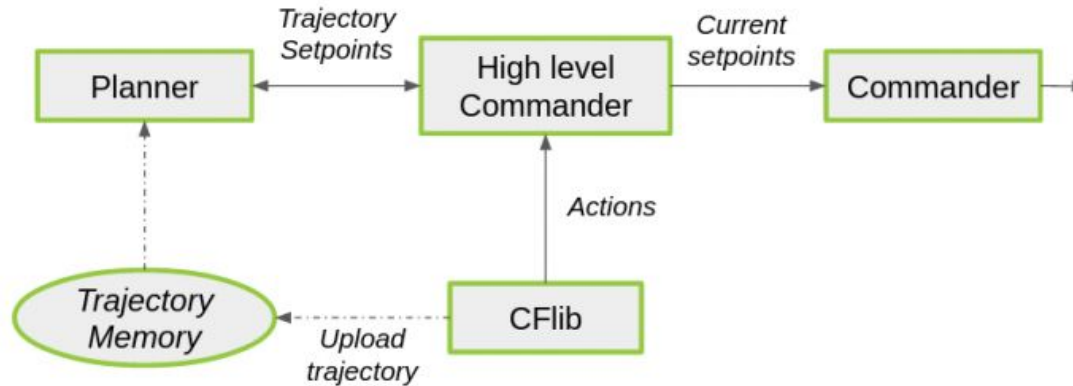 Trajectory
Setpoints
Current
setpoints
Planner
High level
Commander
Commander
Actions
Trajectory
Memory
CFlib
Upload
trajectory